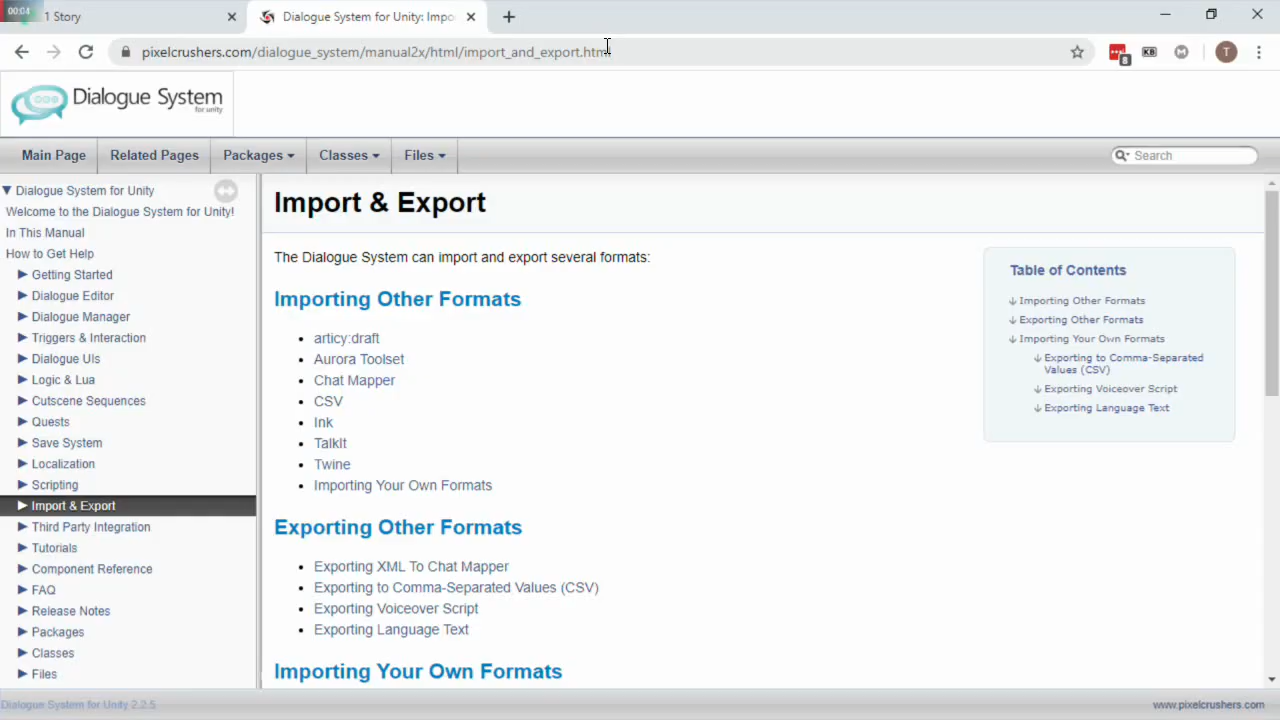 00:04
1 Story
Dialogue System for Unity: Impo
pixelcrushers.com/dialogue_system/manual2x/html/import_and_export.html
8
KB
M
T
Dialogue System
for unity
Main Page
Related Pages
Packages
Classes
Files
Search
Dialogue System for Unity
Welcome to the Dialogue System for Unity!
In This Manual
How to Get Help
Getting Started
Dialogue Editor
Dialogue Manager
Triggers & Interaction
Dialogue UIs
Logic & Lua
Cutscene Sequences
Quests
Save System
Localization
Scripting
Import & Export
Third Party Integration
Tutorials
Component Reference
FAQ
Release Notes
Packages
Classes
Files
Import & Export
The Dialogue System can import and export several formats:
Importing Other Formats
• articy:draft
• Aurora Toolset
• Chat Mapper
• CSV
• Ink
• TalkIt
• Twine
• Importing Your Own Formats
Exporting Other Formats
• Exporting XML To Chat Mapper
• Exporting to Comma-Separated Values (CSV)
• Exporting Voiceover Script
• Exporting Language Text
Importing Your Own Formats
Table of Contents
↓ Importing Other Formats
↓ Exporting Other Formats
↓ Importing Your Own Formats
↓ Exporting to Comma-Separated
Values (CSV)
↓ Exporting Voiceover Script
↓ Exporting Language Text
Dialogue System for Unity 2.2.5
www.pixelcrushers.com